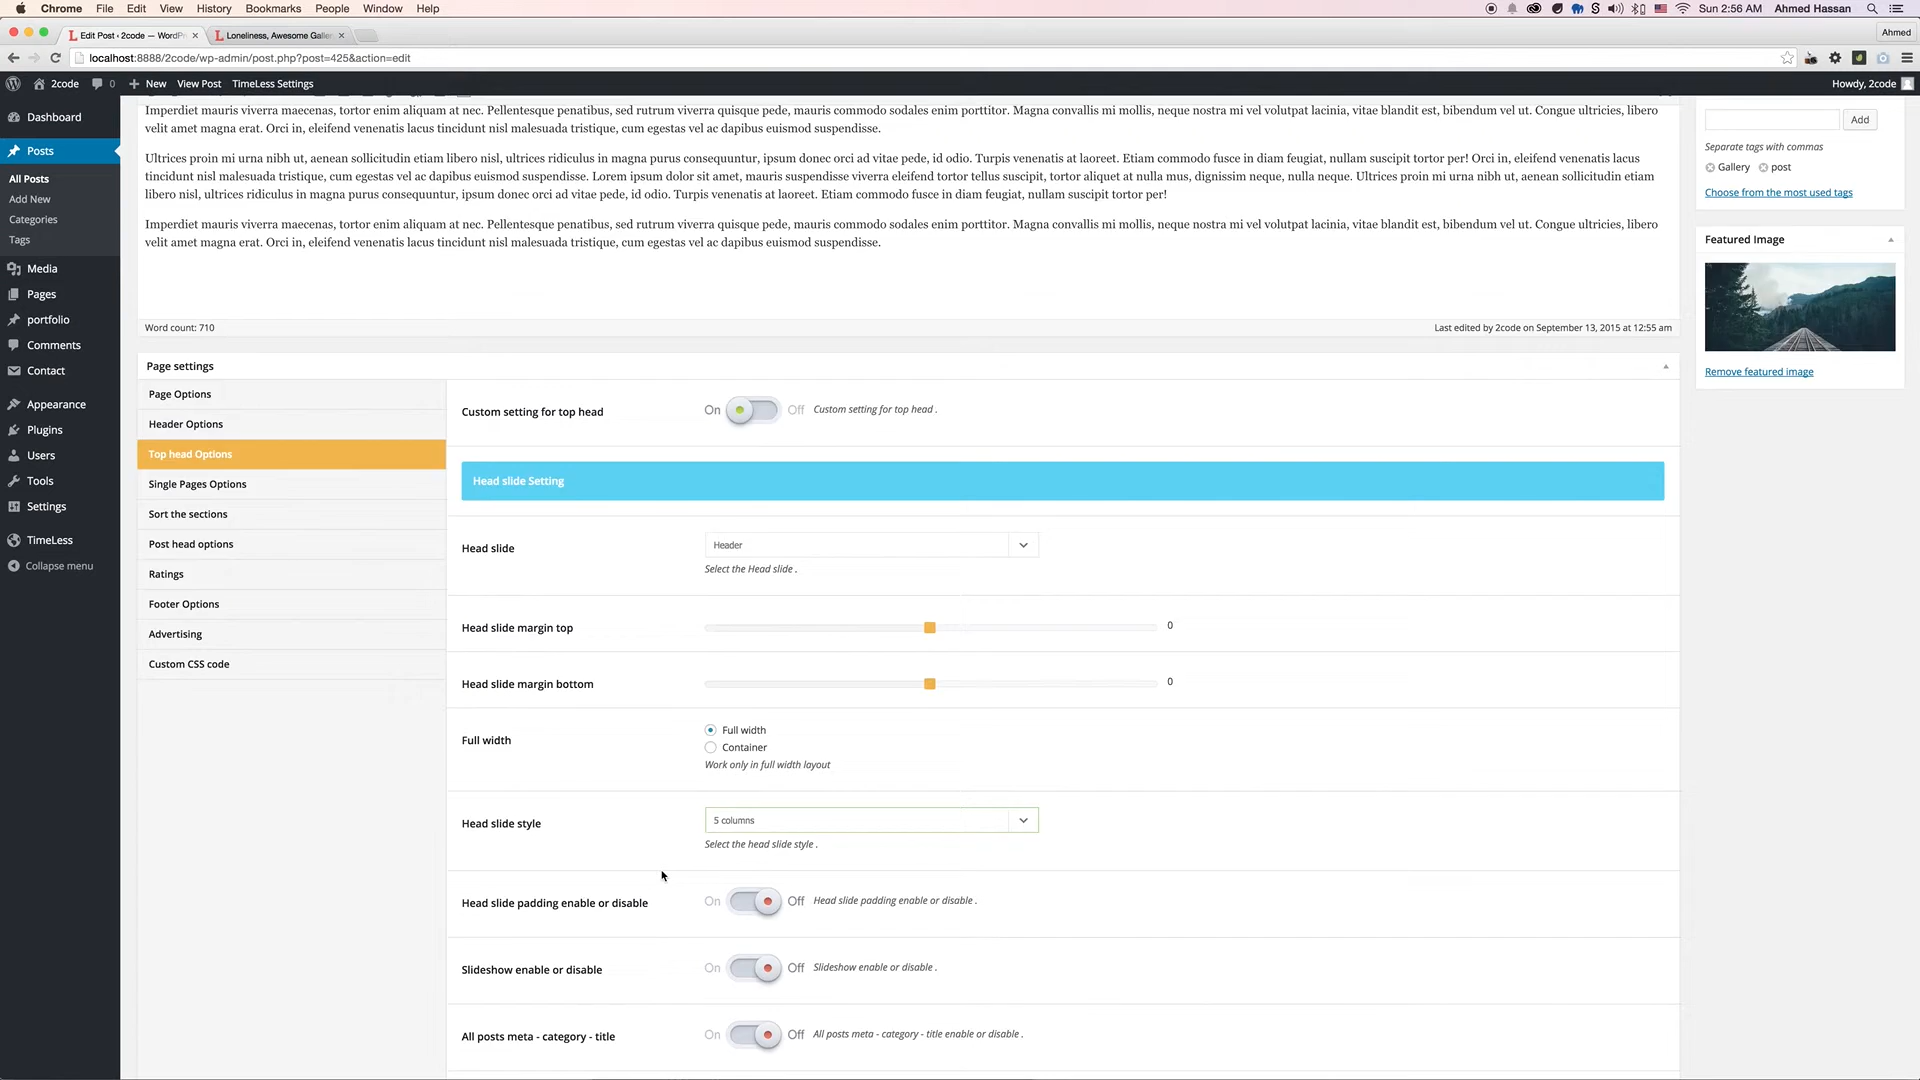 Chrome File Edit View History Bookmarks People Window Help
Sun 2:56 AM Ahmed Hassan
Edit Post ‹ 2code — WordPr
Loneliness, Awesome Galle
Ahmed
localhost:8888/2code/wp-admin/post.php?post=425&action=edit
2code 0 New View Post TimeLess Settings
Howdy, 2code
Dashboard
Posts
All Posts
Add New
Categories
Tags
Media
Pages
portfolio
Comments
Contact
Appearance
Plugins
Users
Tools
Settings
TimeLess
Collapse menu
Imperdiet mauris viverra maecenas, tortor enim aliquam at nec. Pellentesque penatibus, sed rutrum viverra quisque pede, mauris commodo sodales enim porttitor. Magna convallis mi mollis, neque nostra mi vel volutpat lacinia, vitae blandit est, bibendum vel ut. Congue ultricies, libero
velit amet magna erat. Orci in, eleifend venenatis lacus tincidunt nisl malesuada tristique, cum egestas vel ac dapibus euismod suspendisse.
Ultrices proin mi urna nibh ut, aenean sollicitudin etiam libero nisl, ultrices ridiculus in magna purus consequuntur, ipsum donec orci ad vitae pede, id odio. Turpis venenatis at laoreet. Etiam commodo fusce in diam feugiat, nullam suscipit tortor per! Orci in, eleifend venenatis lacus
tincidunt nisl malesuada tristique, cum egestas vel ac dapibus euismod suspendisse. Lorem ipsum dolor sit amet, mauris suspendisse viverra eleifend tortor tellus suscipit, tortor aliquet at nulla mus, dignissim neque, nulla neque. Ultrices proin mi urna nibh ut, aenean sollicitudin etiam
libero nisl, ultrices ridiculus in magna purus consequuntur, ipsum donec orci ad vitae pede, id odio. Turpis venenatis at laoreet. Etiam commodo fusce in diam feugiat, nullam suscipit tortor per!
Imperdiet mauris viverra maecenas, tortor enim aliquam at nec. Pellentesque penatibus, sed rutrum viverra quisque pede, mauris commodo sodales enim porttitor. Magna convallis mi mollis, neque nostra mi vel volutpat lacinia, vitae blandit est, bibendum vel ut. Congue ultricies, libero
velit amet magna erat. Orci in, eleifend venenatis lacus tincidunt nisl malesuada tristique, cum egestas vel ac dapibus euismod suspendisse.
Word count: 710
Last edited by 2code on September 13, 2015 at 12:55 am
Page settings
Page Options
Header Options
Top head Options
Single Pages Options
Sort the sections
Post head options
Ratings
Footer Options
Advertising
Custom CSS code
Custom setting for top head On Off Custom setting for top head .
Head slide Setting
Head slide Header
Select the Head slide .
Head slide margin top 0
Head slide margin bottom 0
Full width
Full width
Container
Work only in full width layout
Head slide style 5 columns
Select the head slide style .
Head slide padding enable or disable On Off Head slide padding enable or disable .
Slideshow enable or disable On Off Slideshow enable or disable .
All posts meta - category - title On Off All posts meta - category - title enable or disable .
Add
Separate tags with commas
Gallery post
Choose from the most used tags
Featured Image
Remove featured image